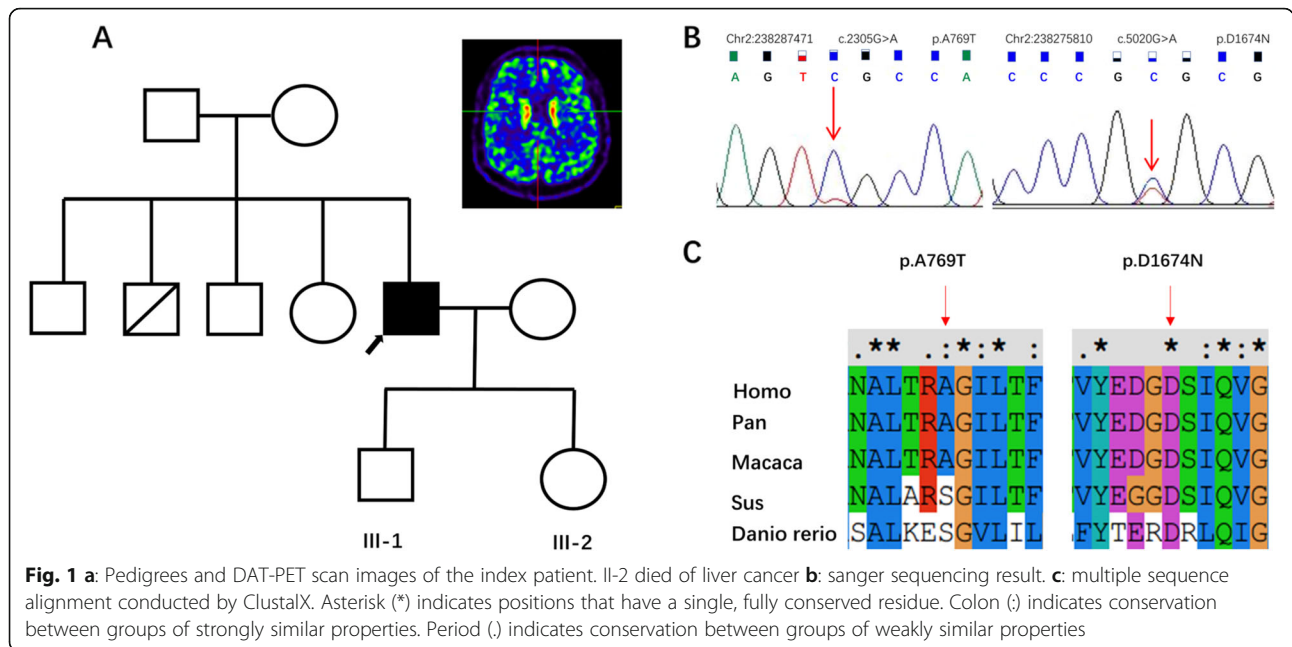 A
III-1 III-2
B
Chr2:238287471 c.2305G>A p.A769T Chr2:238275810 c.5020G>A p.D1674N
A G T C G C C A C C C G C G C G
C
p.A769T p.D1674N
.** .:*:* : .* * :*:*
Homo NALTRAGILTF VYEDGDSIQVG
Pan NALTRAGILTF VYEDGDSIQVG
Macaca NALTRAGILTF VYEDGDSIQVG
Sus NALARSGILTF VYEGGDSIQVG
Danio rerio SALKESGVLIL FYTERDRLQIG
Fig. 1 a: Pedigrees and DAT-PET scan images of the index patient. II-2 died of liver cancer b: sanger sequencing result. c: multiple sequence
alignment conducted by ClustalX. Asterisk (*) indicates positions that have a single, fully conserved residue. Colon (:) indicates conservation
between groups of strongly similar properties. Period (.) indicates conservation between groups of weakly similar properties